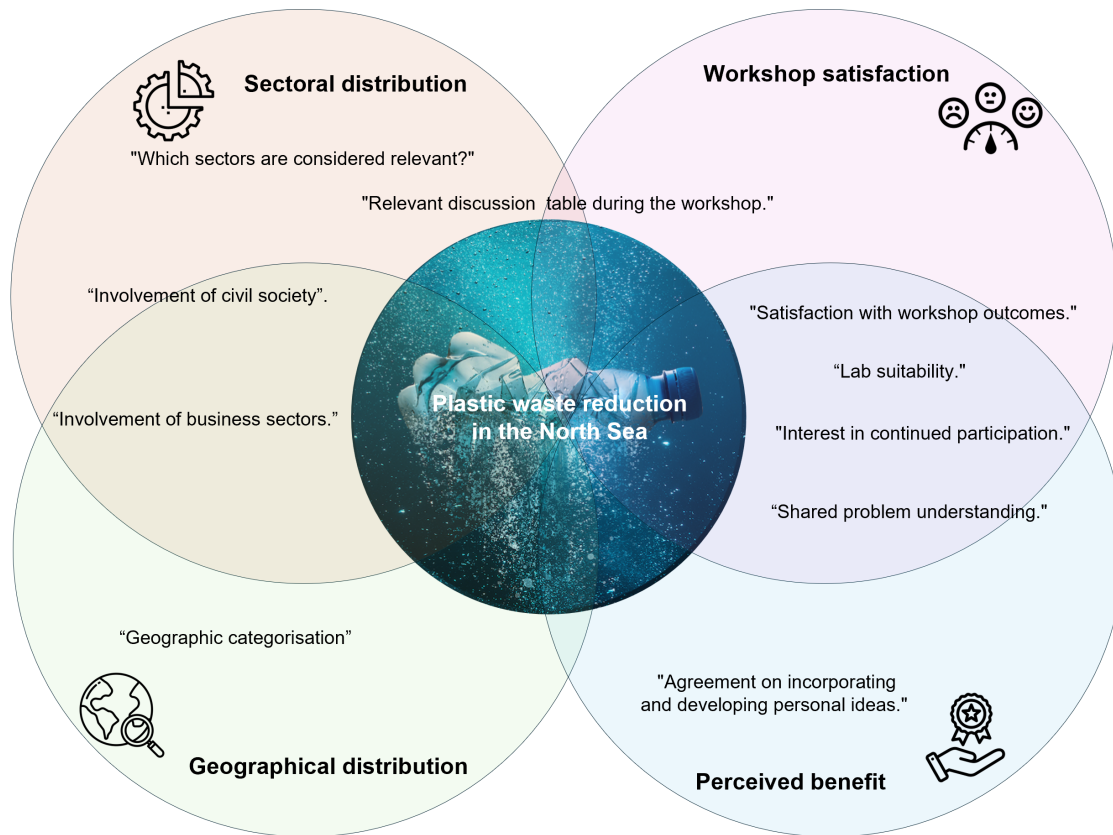 Sectoral distribution
Workshop satisfaction
"Which sectors are considered relevant?"
"Relevant discussion table during the workshop."
“Involvement of civil society”.
"Satisfaction with workshop outcomes."
“Lab suitability."
“Involvement of business sectors.”
Plastic waste reduction
in the North Sea
"Interest in continued participation."
“Shared problem understanding."
“Geographic categorisation”
"Agreement on incorporating
and developing personal ideas."
Geographical distribution
Perceived benefit